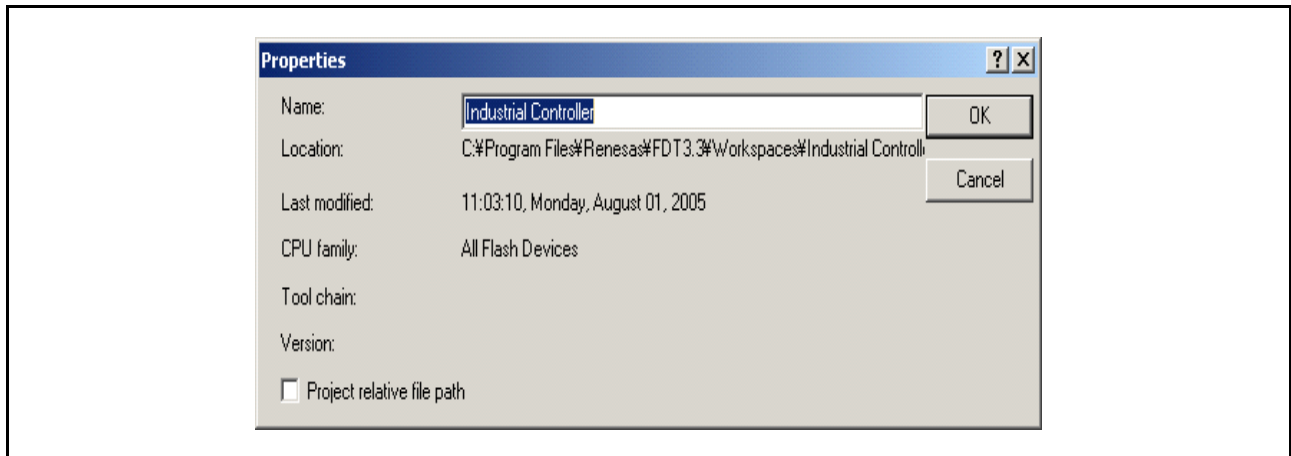 Properties
Name: Industrial Controller OK
Location: C:¥Program Files¥Renesas¥FDT3.3¥Workspaces¥Industrial
Cancel
Last modified: 11:03:10, Monday, August 01, 2005
CPU family: All Flash Devices
Tool chain:
Version:
Project relative file path